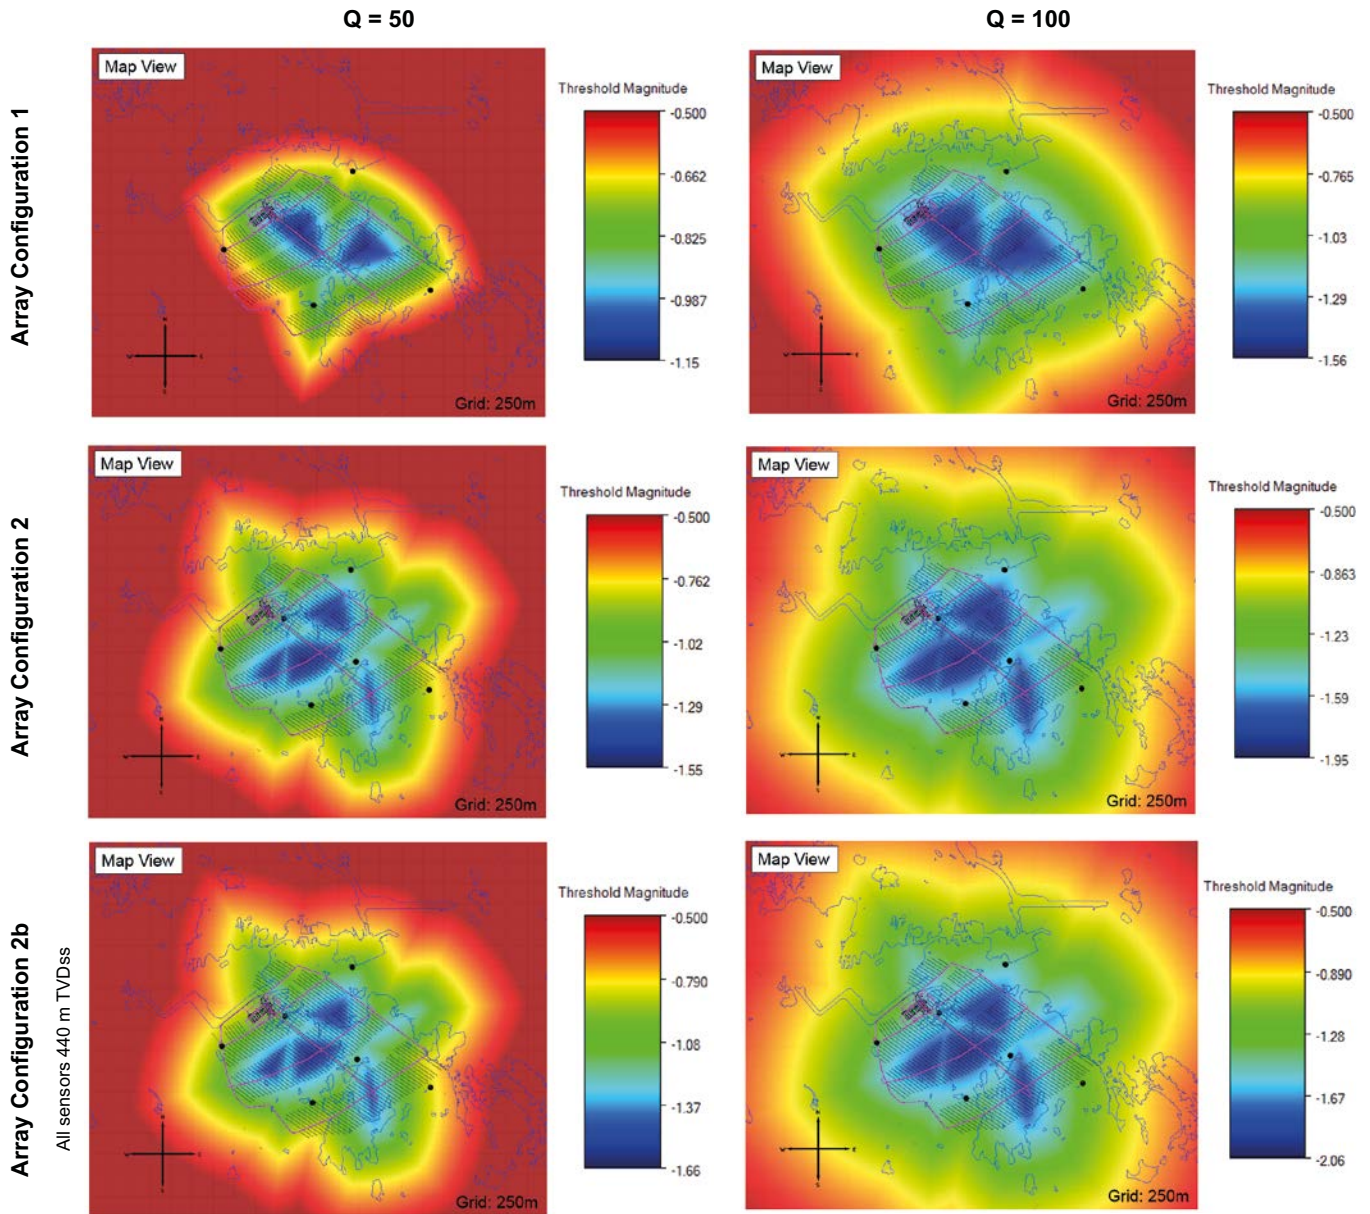 Q = 50
Q = 100
Array Configuration 1
Map View
Threshold Magnitude
-0.500
-0.662
-0.825
-0.987
-1.15
N
W
E
S
Grid: 250m
Map View
Threshold Magnitude
-0.500
-0.765
-1.03
-1.29
-1.56
N
W
E
S
Grid: 250m
Array Configuration 2
Map View
Threshold Magnitude
-0.500
-0.762
-1.02
-1.29
-1.55
N
W
E
S
Grid: 250m
Map View
Threshold Magnitude
-0.500
-0.863
-1.23
-1.59
-1.95
N
W
E
S
Grid: 250m
Array Configuration 2b
All sensors 440 m TVDss
Map View
Threshold Magnitude
-0.500
-0.790
-1.08
-1.37
-1.66
N
W
E
S
Grid: 250m
Map View
Threshold Magnitude
-0.500
-0.890
-1.28
-1.67
-2.06
N
W
E
S
Grid: 250m